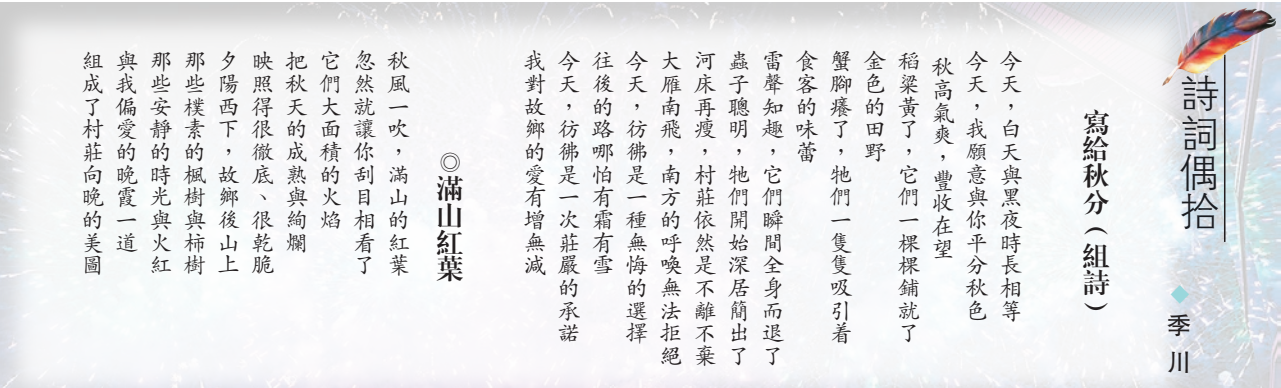 詩詞偶拾
◆季川
寫給秋分（組詩）
今天，白天與黑夜時長相等
今天，我願意與你平分秋色
秋高氣爽，豐收在望
稻粱黃了，它們一棵棵鋪就了
金色的田野
蟹腳癢了，牠們一隻隻吸引着
食客的味蕾
雷聲知趣，它們瞬間全身而退了
蟲子聰明，牠們開始深居簡出了
河床再瘦，村莊依然是不離不棄
大雁南飛，南方的呼喚無法拒絕
今天，彷彿是一種無悔的選擇
往後的路哪怕有霜有雪
今天，彷彿是一次莊嚴的承諾
我對故鄉的愛有增無減
◎滿山紅葉
秋風一吹，滿山的紅葉
忽然就讓你刮目相看了
它們大面積的火焰
把秋天的成熟與絢爛
映照得很徹底、很乾脆
夕陽西下，故鄉後山上
那些樸素的楓樹與柿樹
那些安靜的時光與火紅
與我偏愛的晚霞一道
組成了村莊向晚的美圖